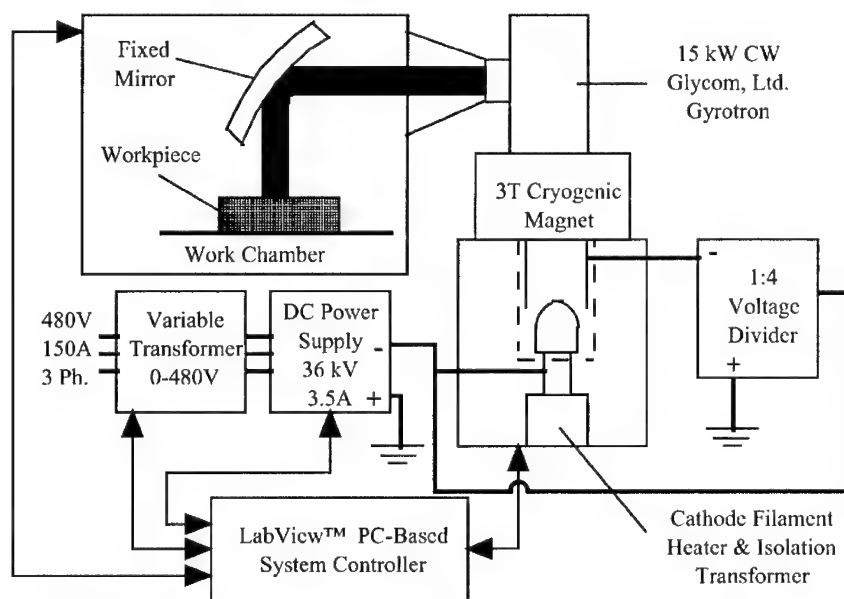 Fixed
Mirror
Workpiece
Work Chamber
15 kW CW
Glycom, Ltd.
Gyrotron
3T Cryogenic
Magnet
-
1:4
Voltage
Divider
+
480V
150A
3 Ph.
Variable
Transformer
0-480V
DC Power
Supply
-
36 kV
3.5A +
LabView™ PC-Based
System Controller
Cathode Filament
Heater & Isolation
Transformer